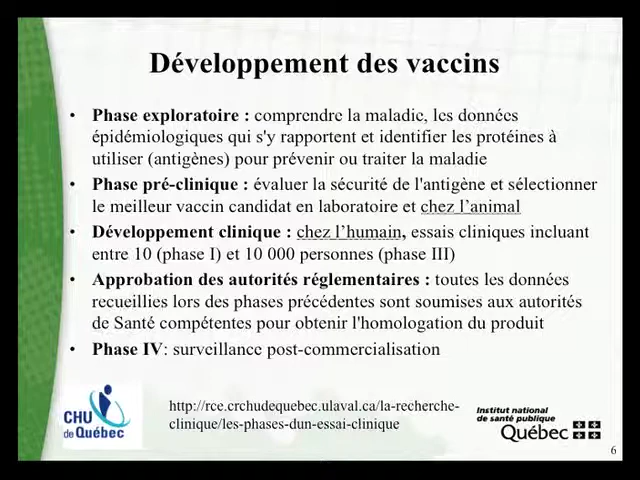 Développement des vaccins
• Phase exploratoire : comprendre la maladie, les données
épidémiologiques qui s'y rapportent et identifier les protéines à
utiliser (antigènes) pour prévenir ou traiter la maladie
• Phase pré-clinique : évaluer la sécurité de l'antigène et sélectionner
le meilleur vaccin candidat en laboratoire et chez l'animal
• Développement clinique : chez l'humain, essais cliniques incluant
entre 10 (phase I) et 10 000 personnes (phase III)
• Approbation des autorités réglementaires : toutes les données
recueillies lors des phases précédentes sont soumises aux autorités
de Santé compétentes pour obtenir l'homologation du produit
• Phase IV: surveillance post-commercialisation
CHU
de Québec
http://rce.crchudequebec.ulaval.ca/la-recherche-
clinique/les-phases-dun-essai-clinique
Institut national
de santé publique
Québec
6